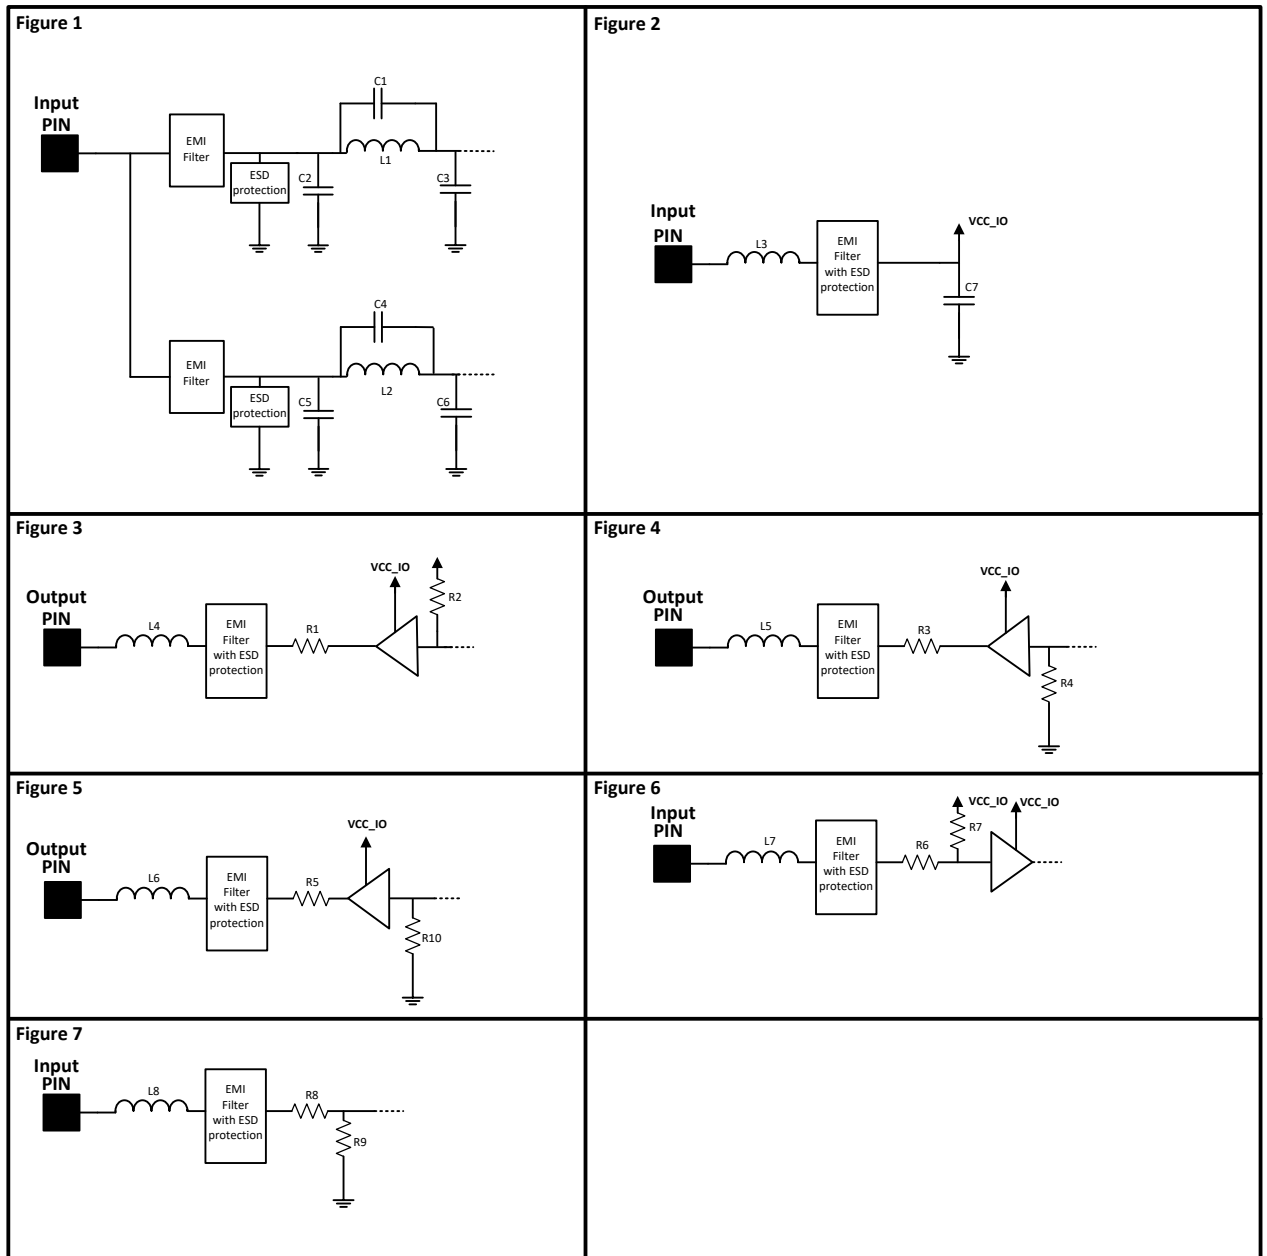 Figure 1
C1
Input
PIN
EMI
Filter
L1
ESD
protection
C2
C3
C4
EMI
Filter
L2
ESD
protection
C5
C6
Figure 2
Input
PIN
L3
EMI
Filter
with ESD
protection
VCC_IO
C7
Figure 3
Output
PIN
L4
EMI
Filter
with ESD
protection
R1
VCC_IO
R2
Figure 4
Output
PIN
L5
EMI
Filter
with ESD
protection
R3
VCC_IO
R4
Figure 5
Output
PIN
L6
EMI
Filter
with ESD
protection
R5
VCC_IO
R10
Figure 6
Input
PIN
L7
EMI
Filter
with ESD
protection
R6
R7
VCC_IO
VCC_IO
Figure 7
Input
PIN
L8
EMI
Filter
with ESD
protection
R8
R9